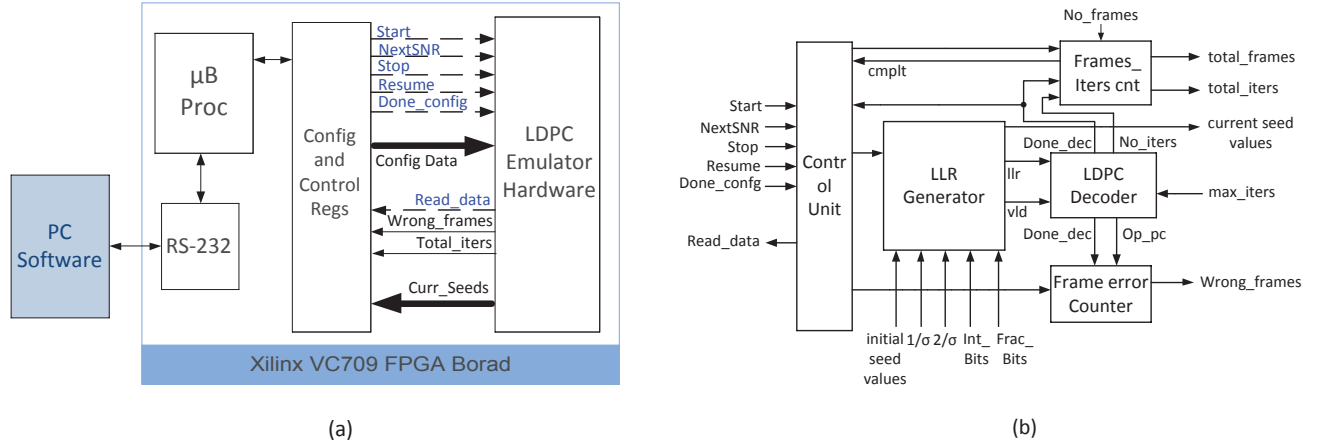 Start
NextSNR
Stop
Resume
Done_config
Config Data
Read_data
Wrong_frames
Total_iters
Curr_Seeds
µB
Proc
RS-232
PC
Software
Config
and
Control
Regs
LDPC
Emulator
Hardware
Xilinx VC709 FPGA Borad
(a)
No_frames
cmplt
Frames_
Iters cnt
total_frames
total_iters
Start
NextSNR
Stop
Resume
Done_confg
Read_data
Contr
ol
Unit
LLR
Generator
Done_dec
No_iters
llr
vld
LDPC
Decoder
current seed
values
max_iters
Done_dec
Op_pc
Frame error
Counter
Wrong_frames
initial
seed
values
1/σ
2/σ
Int_
Bits
Frac_
Bits
(b)